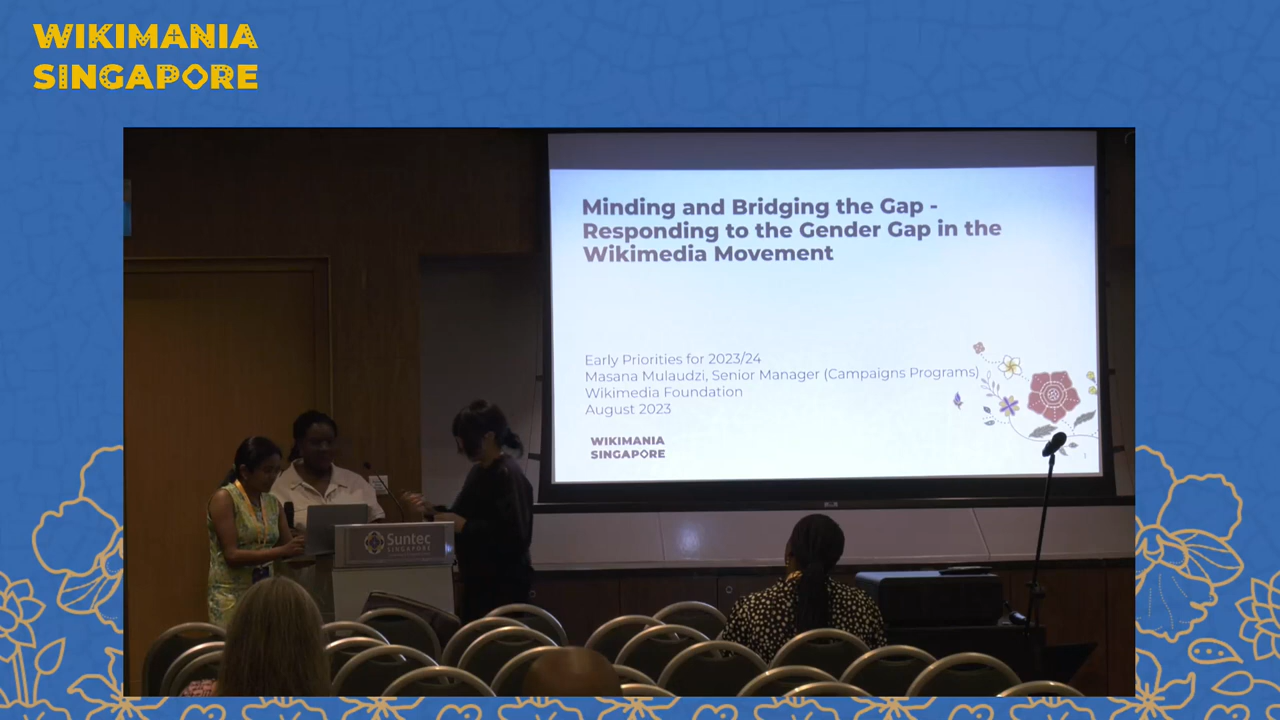 WIKIMANIA
SINGAPORE
Minding and Bridging the Gap -
Responding to the Gender Gap in the
Wikimedia Movement
Early Priorities for 2023/24
Masana Mulaudzi, Senior Manager (Campaigns Programs)
Wikimedia Foundation
August 2023
WIKIMANIA
SINGAPORE
1
Suntec
SINGAPORE